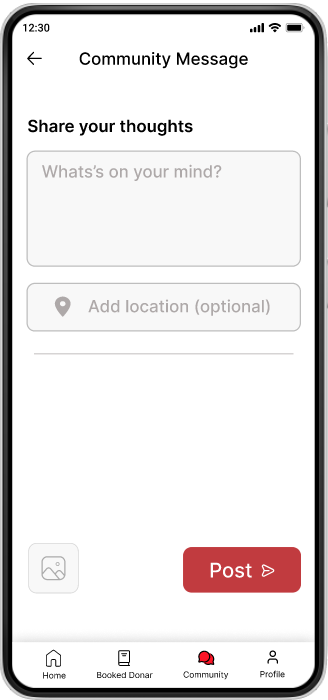 12:30
Community Message
Share your thoughts
Whats's on your mind?
Add location (optional)
Post
Home
Booked Donar
Community
Profile